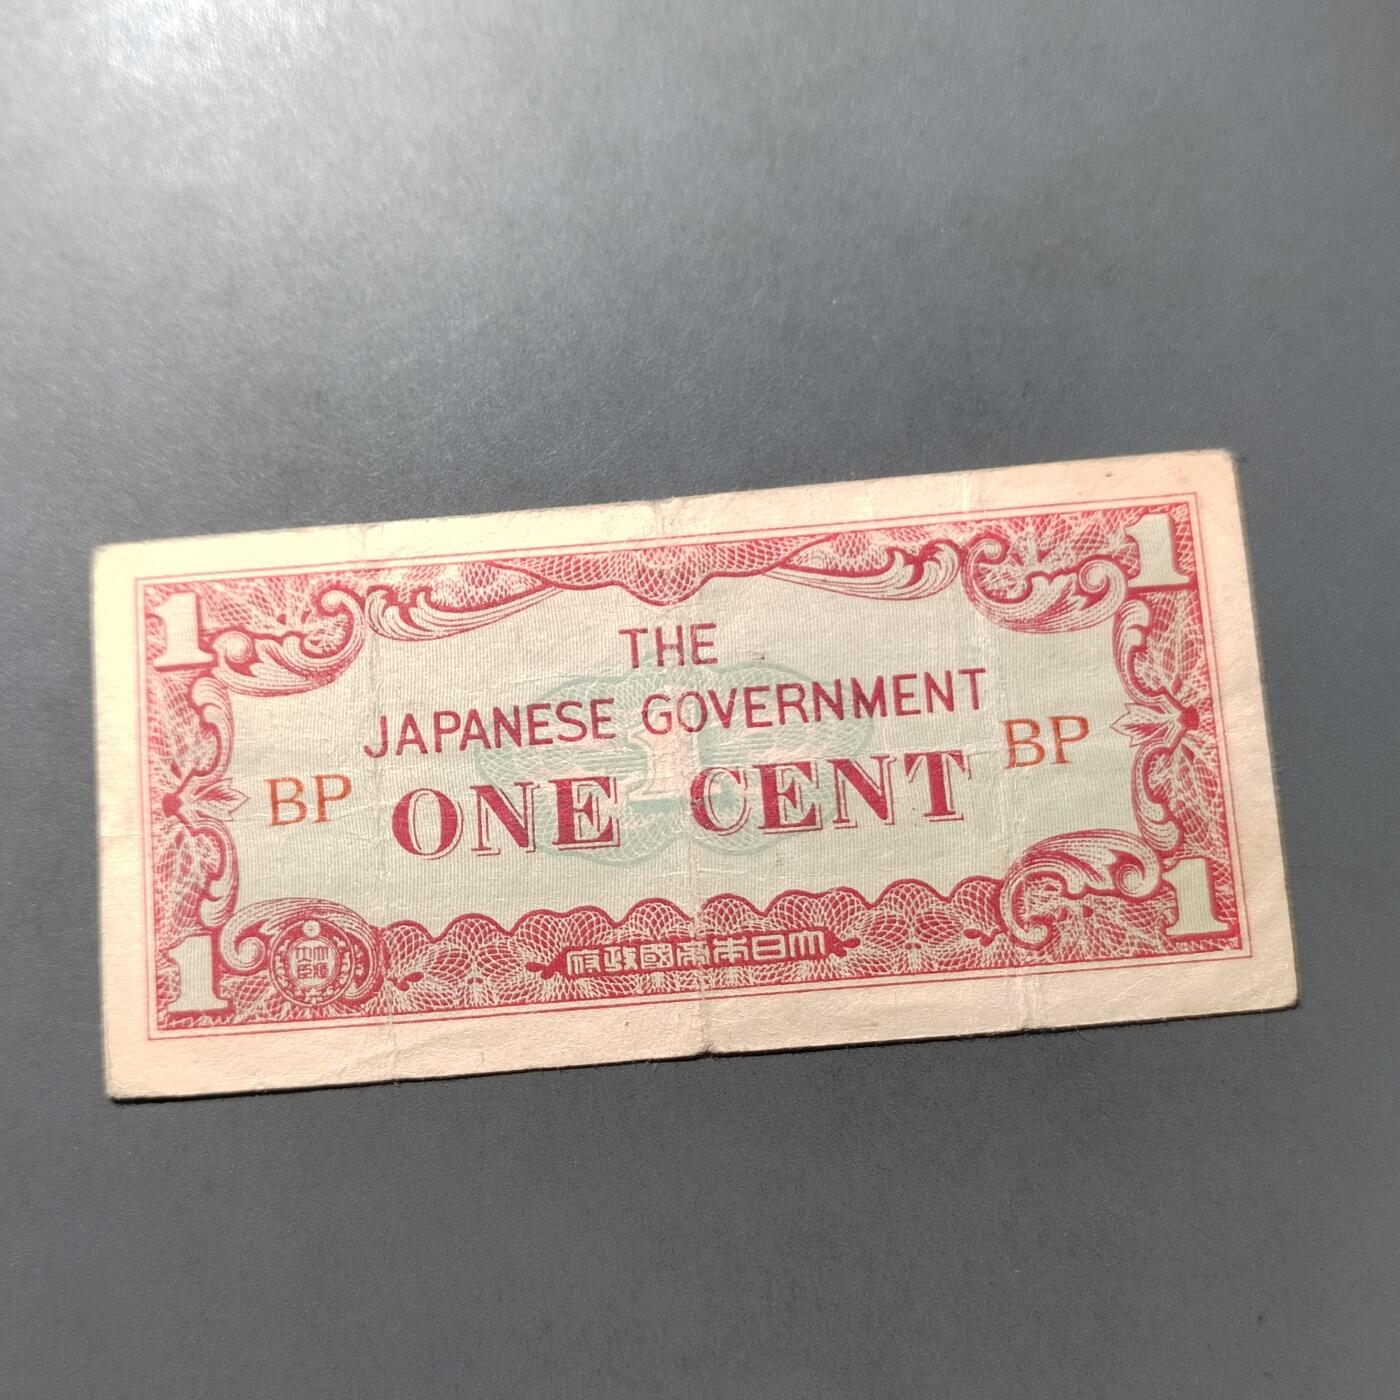 1 1
THE
JAPANESE GOVERNMENT
BP BP
ONE CENT
府政國帝本日大
1 1